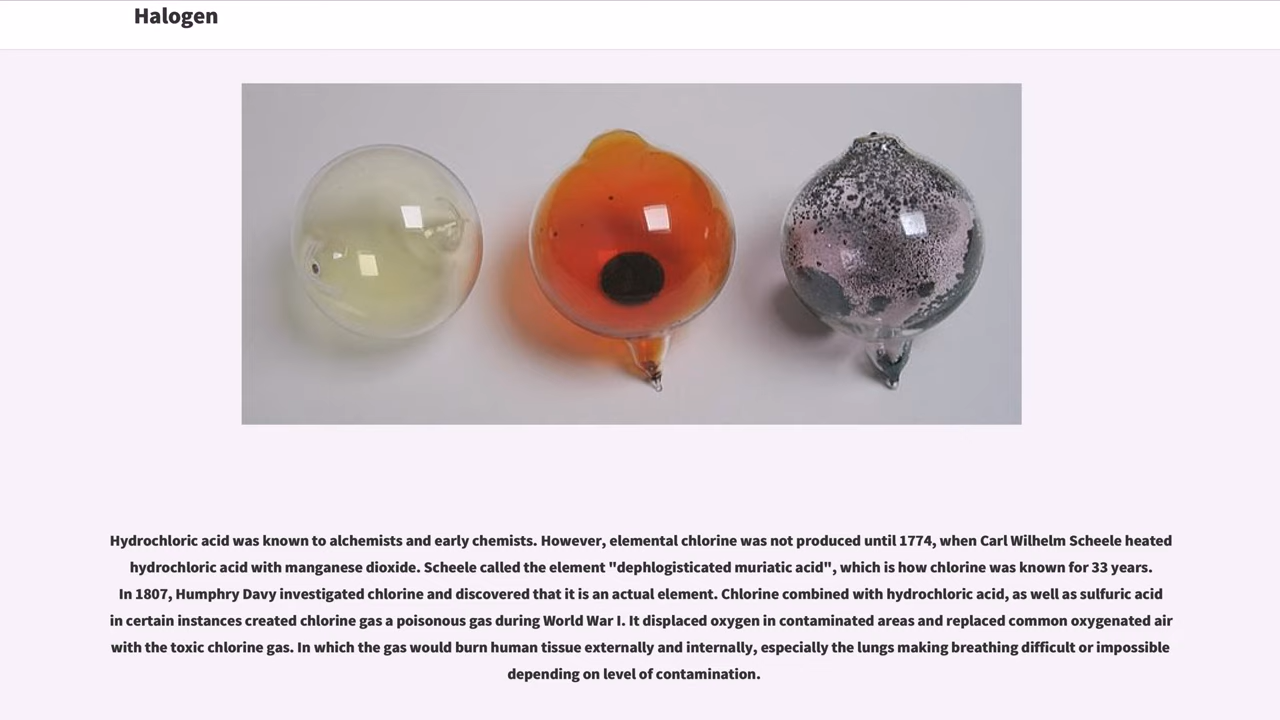 Halogen
Hydrochloric acid was known to alchemists and early chemists. However, elemental chlorine was not produced until 1774, when Carl Wilhelm Scheele heated
hydrochloric acid with manganese dioxide. Scheele called the element "dephlogisticated muriatic acid", which is how chlorine was known for 33 years.
In 1807, Humphry Davy investigated chlorine and discovered that it is an actual element. Chlorine combined with hydrochloric acid, as well as sulfuric acid
in certain instances created chlorine gas a poisonous gas during World War I. It displaced oxygen in contaminated areas and replaced common oxygenated air
with the toxic chlorine gas. In which the gas would burn human tissue externally and internally, especially the lungs making breathing difficult or impossible
depending on level of contamination.